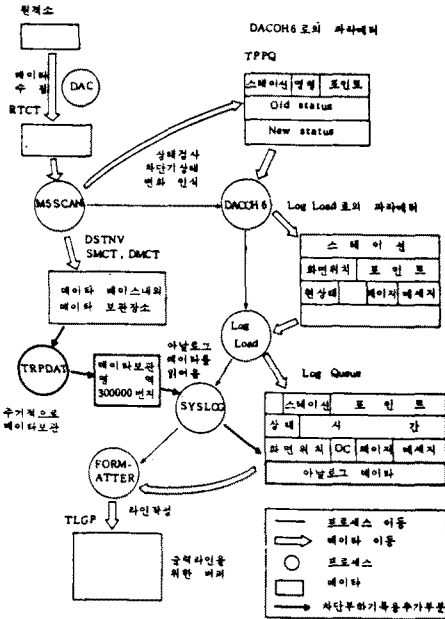 원격소
DACOH6 로의 파라메터
데이타
수 집
DAC
TPPQ
RTCT
스테이션 명령 포인트
Old status
New status
상태검사
차단기상태
변화 인식
MSSCAN
DACOH 6
Log Load 로의 파라메터
DSTNV
SMCT, DMCT
스 테 이 션
화면위치 포 인 트
현상태 페이지 메세지
데이타 베이스내의
데이타 보관장소
Log
Load
아날로그
데이타를
읽어옴
TRPDAT
데이타보관
영 역
300000 번지
Log Queue
주기적으로
데이타보관
SYSLOG
스테이션 포 인 트
상 태 시 간
화면 위치 OC 페이지 메세지
아날로그 데이타
FORM-
ATTER
TLGP
라인작성
출력라인을
위한 버퍼
프로세스 이동
데이타 이동
프로세스
데이타
차단부하기록용추가부분